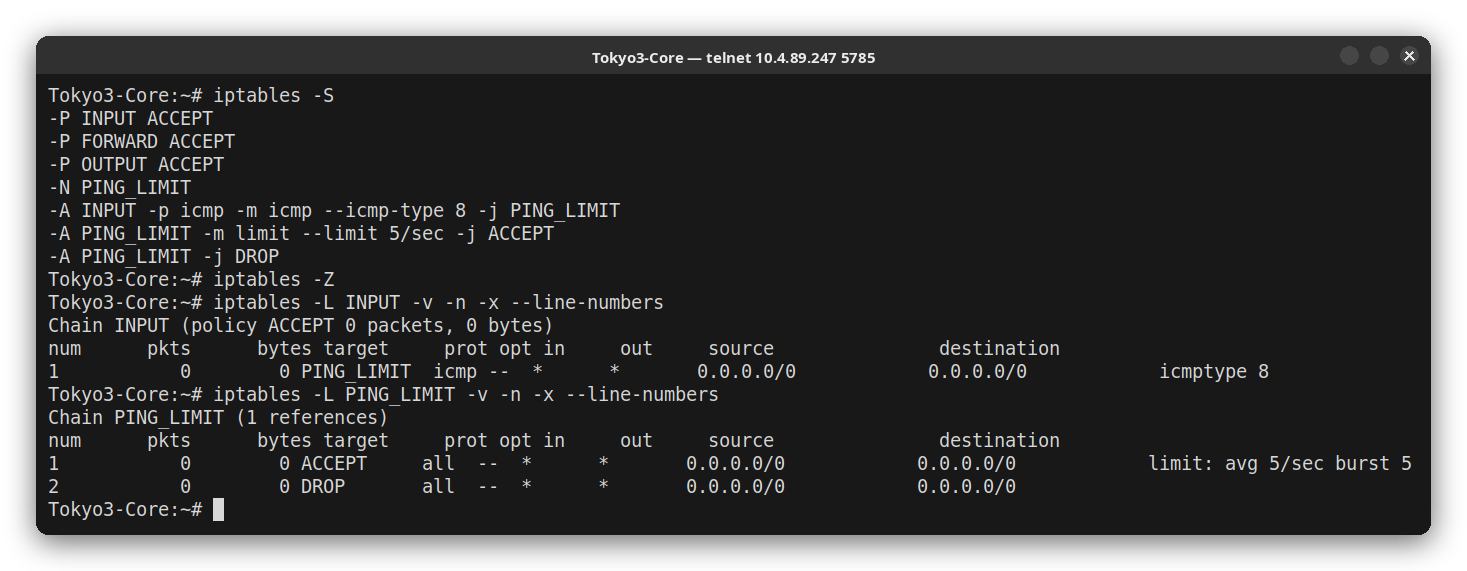 Tokyo3-Core — telnet 10.4.89.247 5785
Tokyo3-Core:~# iptables -S
-P INPUT ACCEPT
-P FORWARD ACCEPT
-P OUTPUT ACCEPT
-N PING_LIMIT
-A INPUT -p icmp -m icmp --icmp-type 8 -j PING_LIMIT
-A PING_LIMIT -m limit --limit 5/sec -j ACCEPT
-A PING_LIMIT -j DROP
Tokyo3-Core:~# iptables -Z
Tokyo3-Core:~# iptables -L INPUT -v -n -x --line-numbers
Chain INPUT (policy ACCEPT 0 packets, 0 bytes)
num      pkts      bytes target     prot opt in     out     source               destination
1           0        0 PING_LIMIT  icmp --  *      *       0.0.0.0/0            0.0.0.0/0            icmptype 8
Tokyo3-Core:~# iptables -L PING_LIMIT -v -n -x --line-numbers
Chain PING_LIMIT (1 references)
num      pkts      bytes target     prot opt in     out     source               destination
1           0        0 ACCEPT     all  --  *      *       0.0.0.0/0            0.0.0.0/0            limit: avg 5/sec burst 5
2           0        0 DROP       all  --  *      *       0.0.0.0/0            0.0.0.0/0
Tokyo3-Core:~#